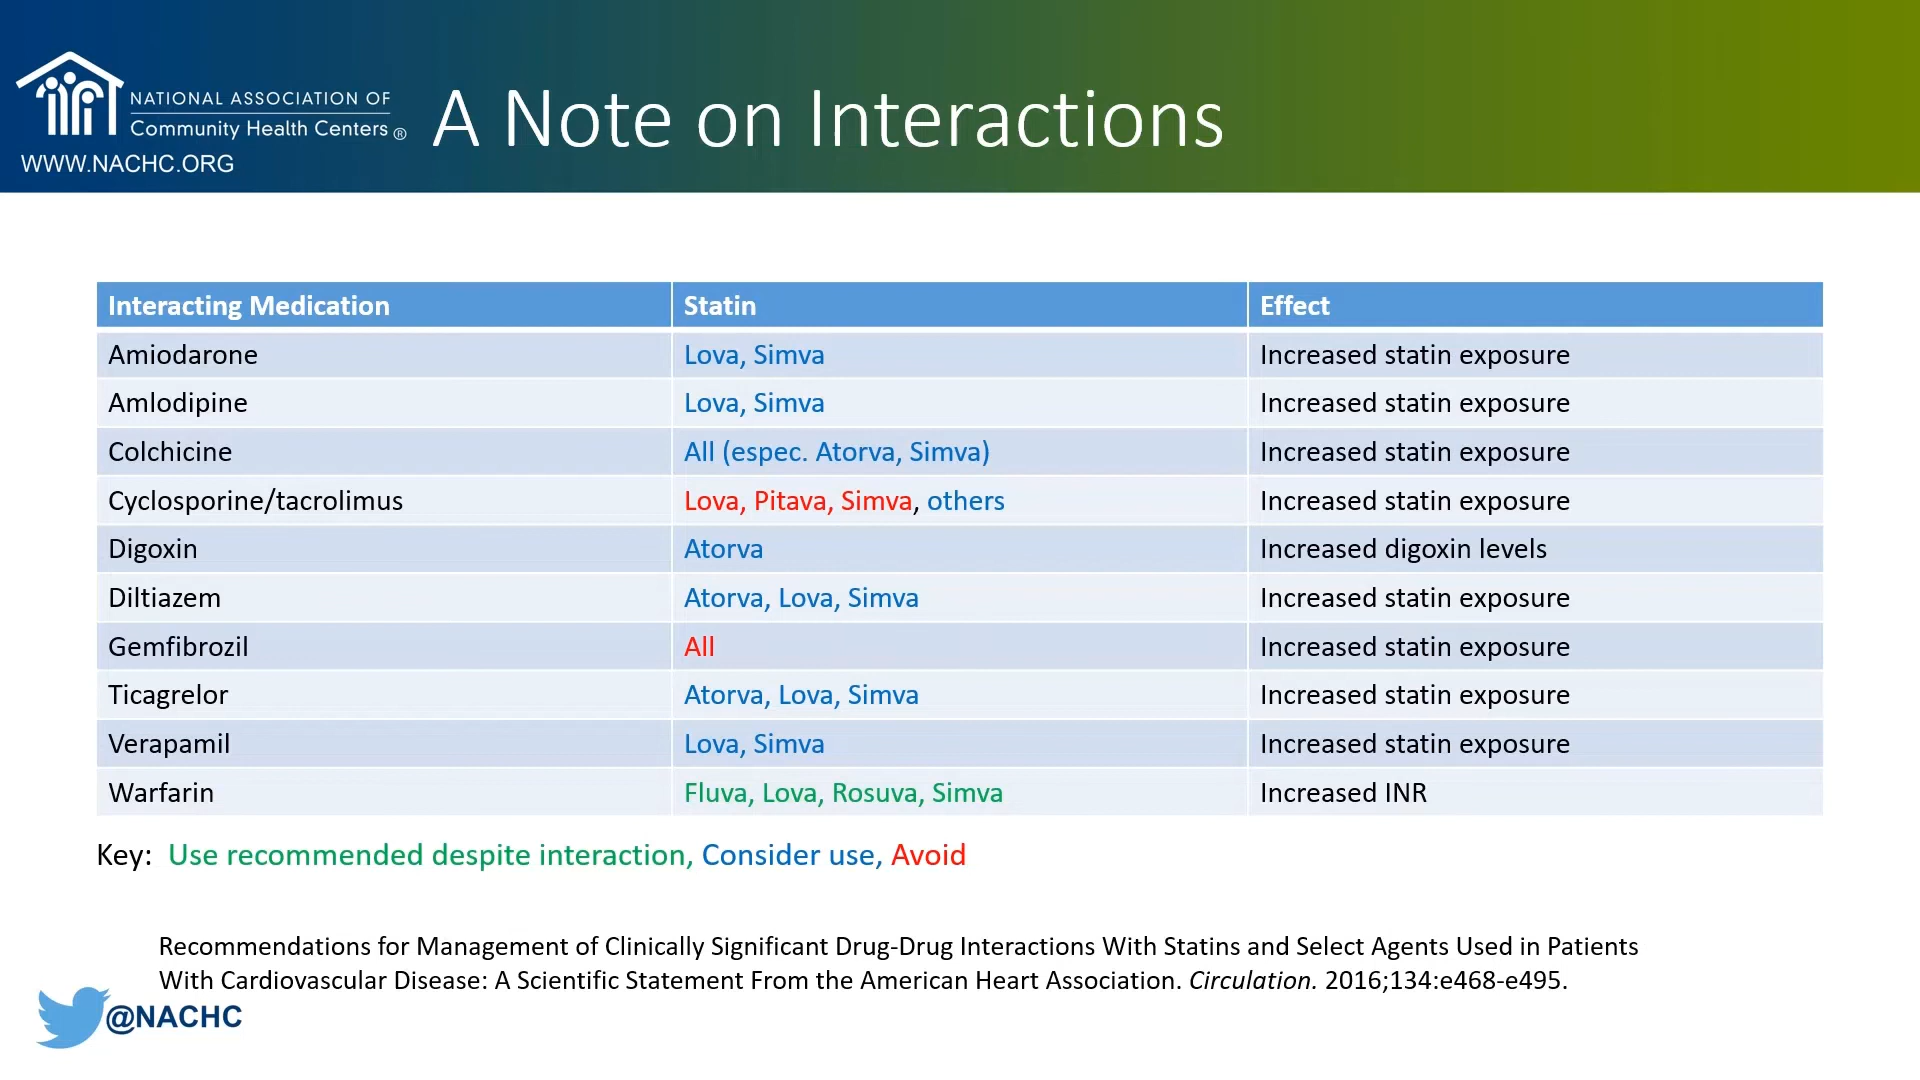 NATIONAL ASSOCIATION OF
Community Health Centers ®
WWW.NACHC.ORG
A Note on Interactions
Interacting Medication Statin Effect
Amiodarone Lova, Simva Increased statin exposure
Amlodipine Lova, Simva Increased statin exposure
Colchicine All (espec. Atorva, Simva) Increased statin exposure
Cyclosporine/tacrolimus Lova, Pitava, Simva, others Increased statin exposure
Digoxin Atorva Increased digoxin levels
Diltiazem Atorva, Lova, Simva Increased statin exposure
Gemfibrozil All Increased statin exposure
Ticagrelor Atorva, Lova, Simva Increased statin exposure
Verapamil Lova, Simva Increased statin exposure
Warfarin Fluva, Lova, Rosuva, Simva Increased INR
Key: Use recommended despite interaction, Consider use, Avoid
Recommendations for Management of Clinically Significant Drug-Drug Interactions With Statins and Select Agents Used in Patients
With Cardiovascular Disease: A Scientific Statement From the American Heart Association. Circulation. 2016;134:e468-e495.
@NACHC